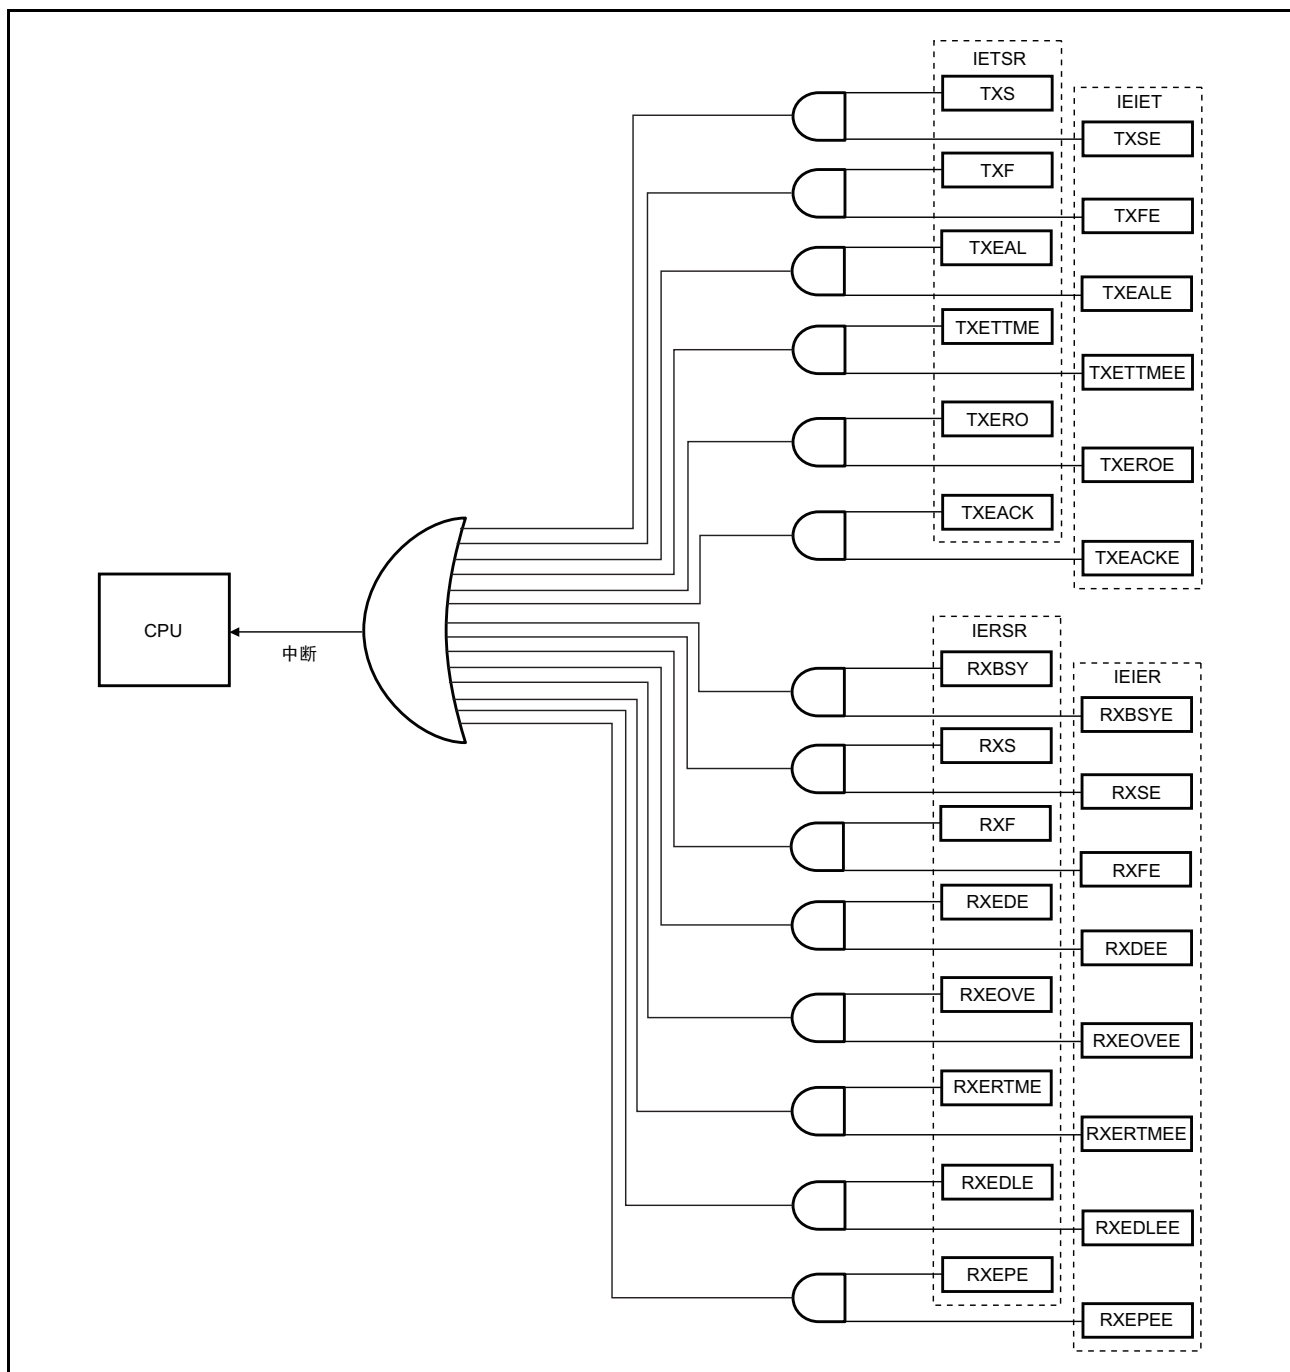 IETSR
TXS
IEIET
TXSE
TXF
TXFE
TXEAL
TXEALE
TXETTME
TXETTMEE
TXERO
TXEROE
TXEACK
TXEACKE
CPU
中断
IERSR
RXBSY
IEIER
RXBSYE
RXS
RXSE
RXF
RXFE
RXEDE
RXDEE
RXEOVE
RXEOVEE
RXERTME
RXERTMEE
RXEDLE
RXEDLEE
RXEPE
RXEPEE